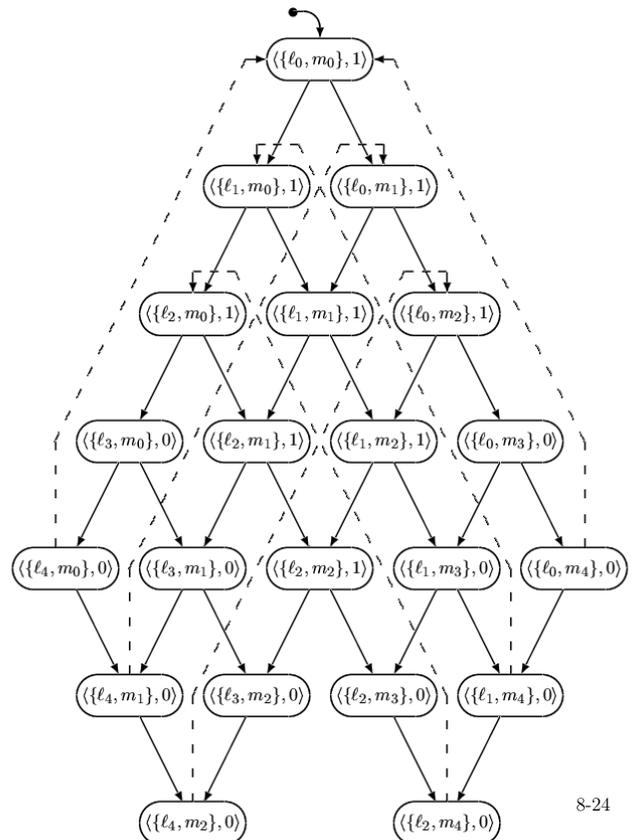 ⟨{ℓ₀, m₀}, 1⟩
⟨{ℓ₁, m₀}, 1⟩ ⟨{ℓ₀, m₁}, 1⟩
⟨{ℓ₂, m₀}, 1⟩ ⟨{ℓ₁, m₁}, 1⟩ ⟨{ℓ₀, m₂}, 1⟩
⟨{ℓ₃, m₀}, 0⟩ ⟨{ℓ₂, m₁}, 1⟩ ⟨{ℓ₁, m₂}, 1⟩ ⟨{ℓ₀, m₃}, 0⟩
⟨{ℓ₄, m₀}, 0⟩ ⟨{ℓ₃, m₁}, 0⟩ ⟨{ℓ₂, m₂}, 1⟩ ⟨{ℓ₁, m₃}, 0⟩ ⟨{ℓ₀, m₄}, 0⟩
⟨{ℓ₄, m₁}, 0⟩ ⟨{ℓ₃, m₂}, 0⟩ ⟨{ℓ₂, m₃}, 0⟩ ⟨{ℓ₁, m₄}, 0⟩
⟨{ℓ₄, m₂}, 0⟩ ⟨{ℓ₂, m₄}, 0⟩
8-24